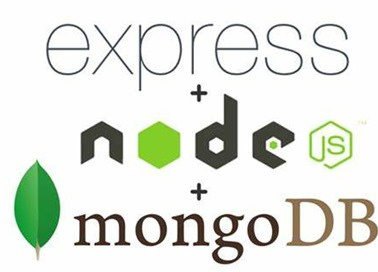 express
+
node JS
+
mongoDB